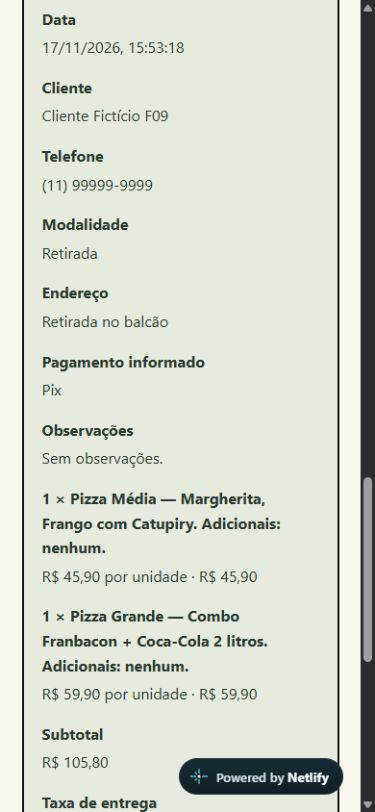 Data
17/11/2026, 15:53:18
Cliente
Cliente Fictício F09
Telefone
(11) 99999-9999
Modalidade
Retirada
Endereço
Retirada no balcão
Pagamento informado
Pix
Observações
Sem observações.
1 × Pizza Média — Margherita,
Frango com Catupiry. Adicionais:
nenhum.
R$ 45,90 por unidade · R$ 45,90
1 × Pizza Grande — Combo
Franbacon + Coca-Cola 2 litros.
Adicionais: nenhum.
R$ 59,90 por unidade · R$ 59,90
Subtotal
R$ 105,80
Powered by Netlify
Taxa de entrega